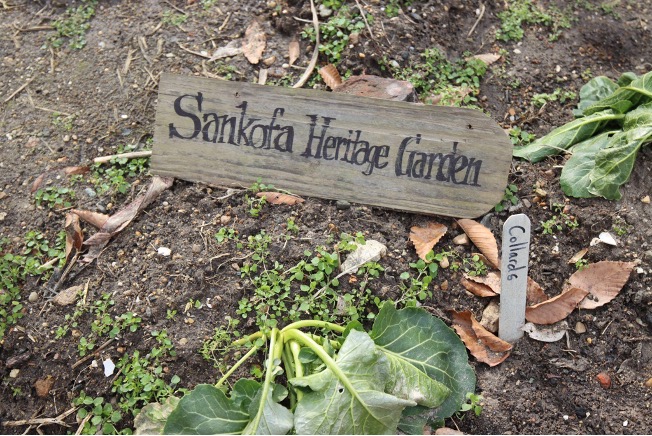 Sankofa Heritage Garden
Collards